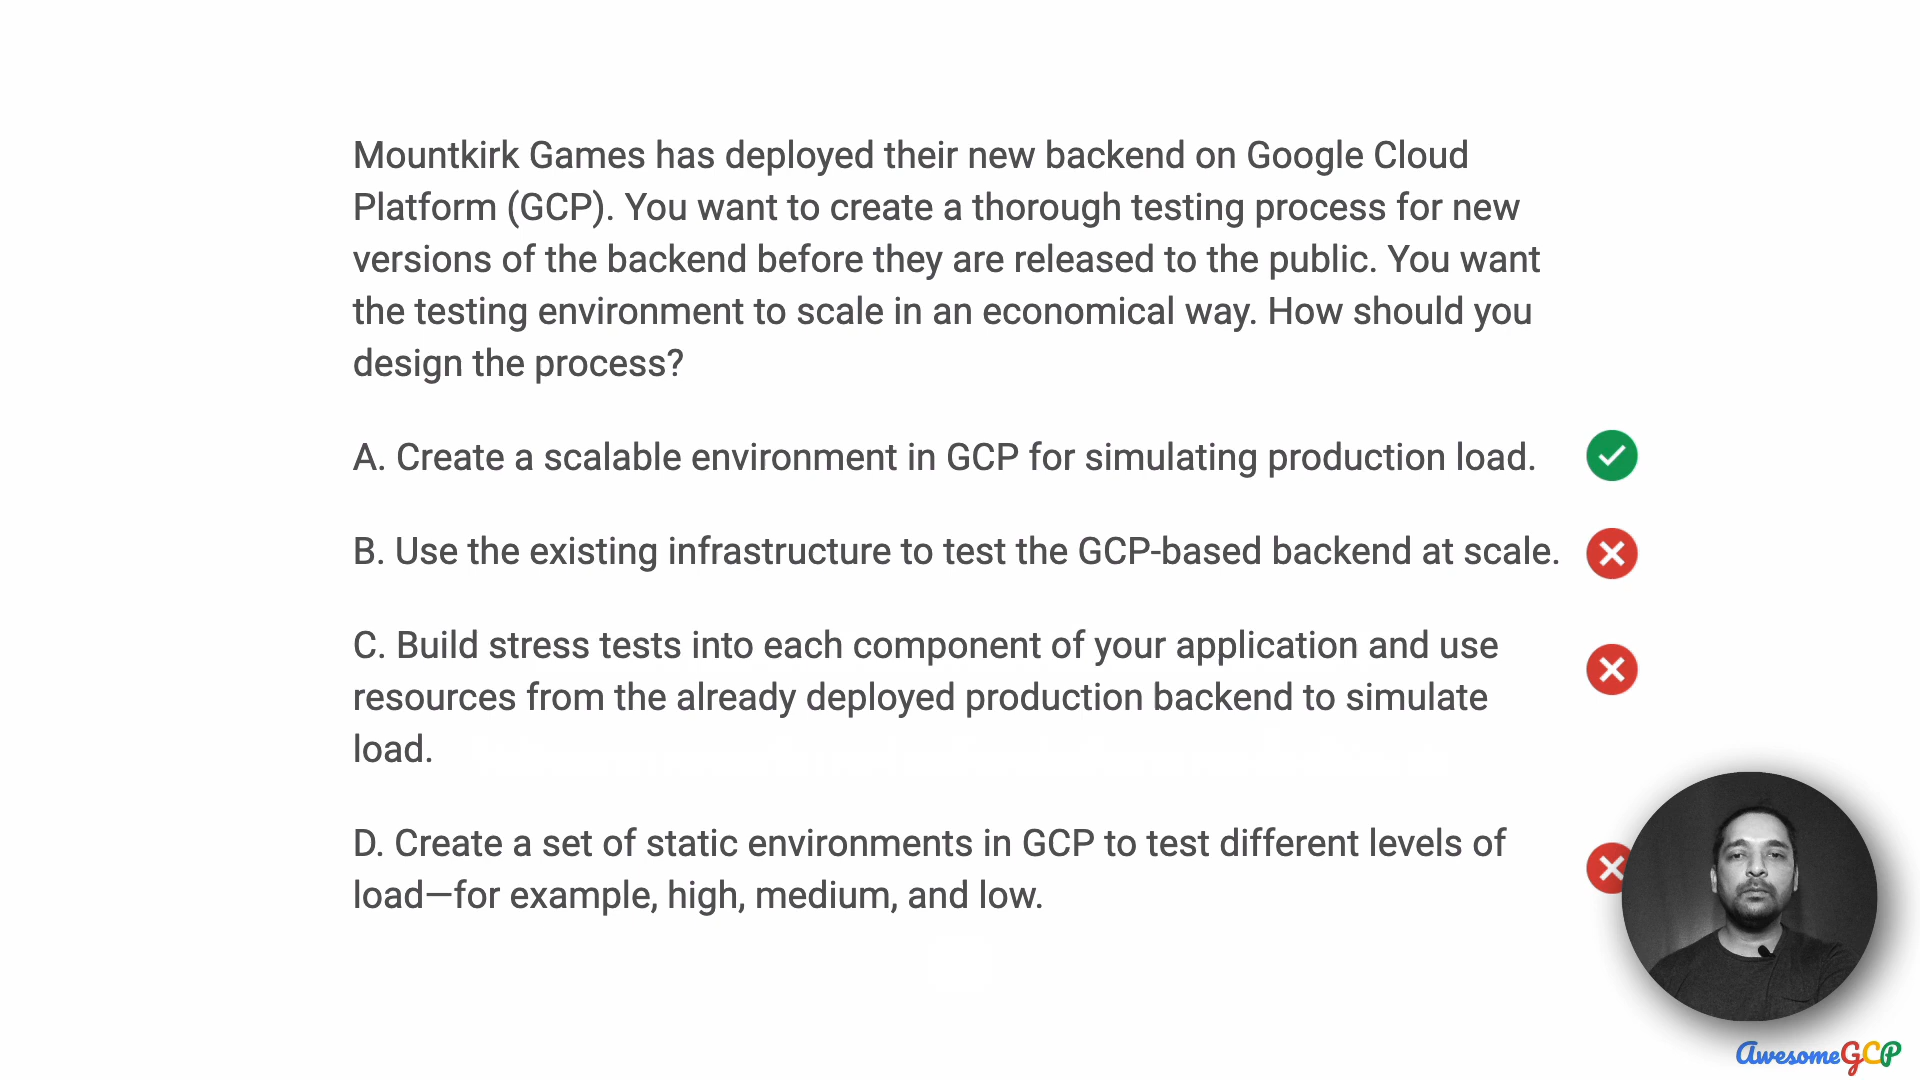 Mountkirk Games has deployed their new backend on Google Cloud
Platform (GCP). You want to create a thorough testing process for new
versions of the backend before they are released to the public. You want
the testing environment to scale in an economical way. How should you
design the process?
A. Create a scalable environment in GCP for simulating production load.
B. Use the existing infrastructure to test the GCP-based backend at scale.
C. Build stress tests into each component of your application and use
resources from the already deployed production backend to simulate
load.
D. Create a set of static environments in GCP to test different levels of
load—for example, high, medium, and low.
AwesomeGCP